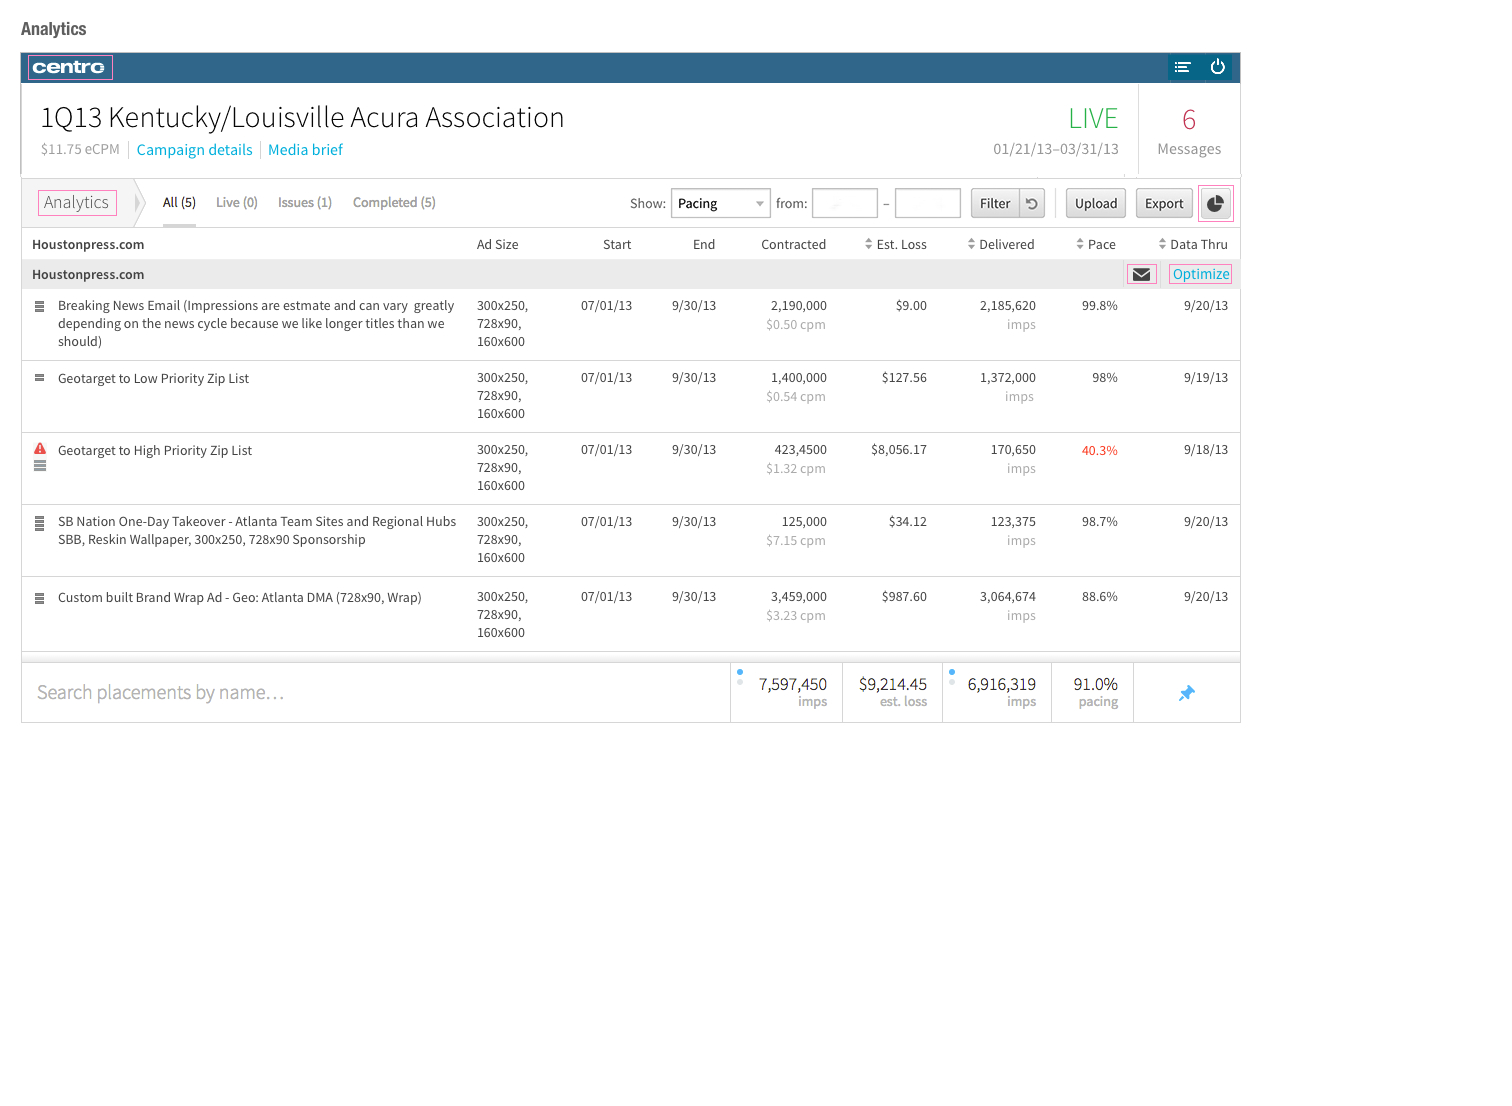 Analytics
centro
1Q13 Kentucky/Louisville Acura Association
LIVE
6
$11.75 eCPM Campaign details Media brief
01/21/13–03/31/13
Messages
Analytics All (5) Live (0) Issues (1) Completed (5) Show: Pacing from: – Filter Upload Export
Houstonpress.com Ad Size Start End Contracted Est. Loss Delivered Pace Data Thru
Houstonpress.com Optimize
Breaking News Email (Impressions are estmate and can vary greatly
depending on the news cycle because we like longer titles than we
should)
300x250,
728x90,
160x600
07/01/13 9/30/13 2,190,000 $9.00 2,185,620 99.8% 9/20/13
$0.50 cpm imps
Geotarget to Low Priority Zip List
300x250,
728x90,
160x600
07/01/13 9/30/13 1,400,000 $127.56 1,372,000 98% 9/19/13
$0.54 cpm imps
Geotarget to High Priority Zip List
300x250,
728x90,
160x600
07/01/13 9/30/13 423,4500 $8,056.17 170,650 40.3% 9/18/13
$1.32 cpm imps
SB Nation One-Day Takeover - Atlanta Team Sites and Regional Hubs
SBB, Reskin Wallpaper, 300x250, 728x90 Sponsorship
300x250,
728x90,
160x600
07/01/13 9/30/13 125,000 $34.12 123,375 98.7% 9/20/13
$7.15 cpm imps
Custom built Brand Wrap Ad - Geo: Atlanta DMA (728x90, Wrap)
300x250,
728x90,
160x600
07/01/13 9/30/13 3,459,000 $987.60 3,064,674 88.6% 9/20/13
$3.23 cpm imps
Search placements by name...
7,597,450 $9,214.45 6,916,319 91.0%
imps est. loss imps pacing